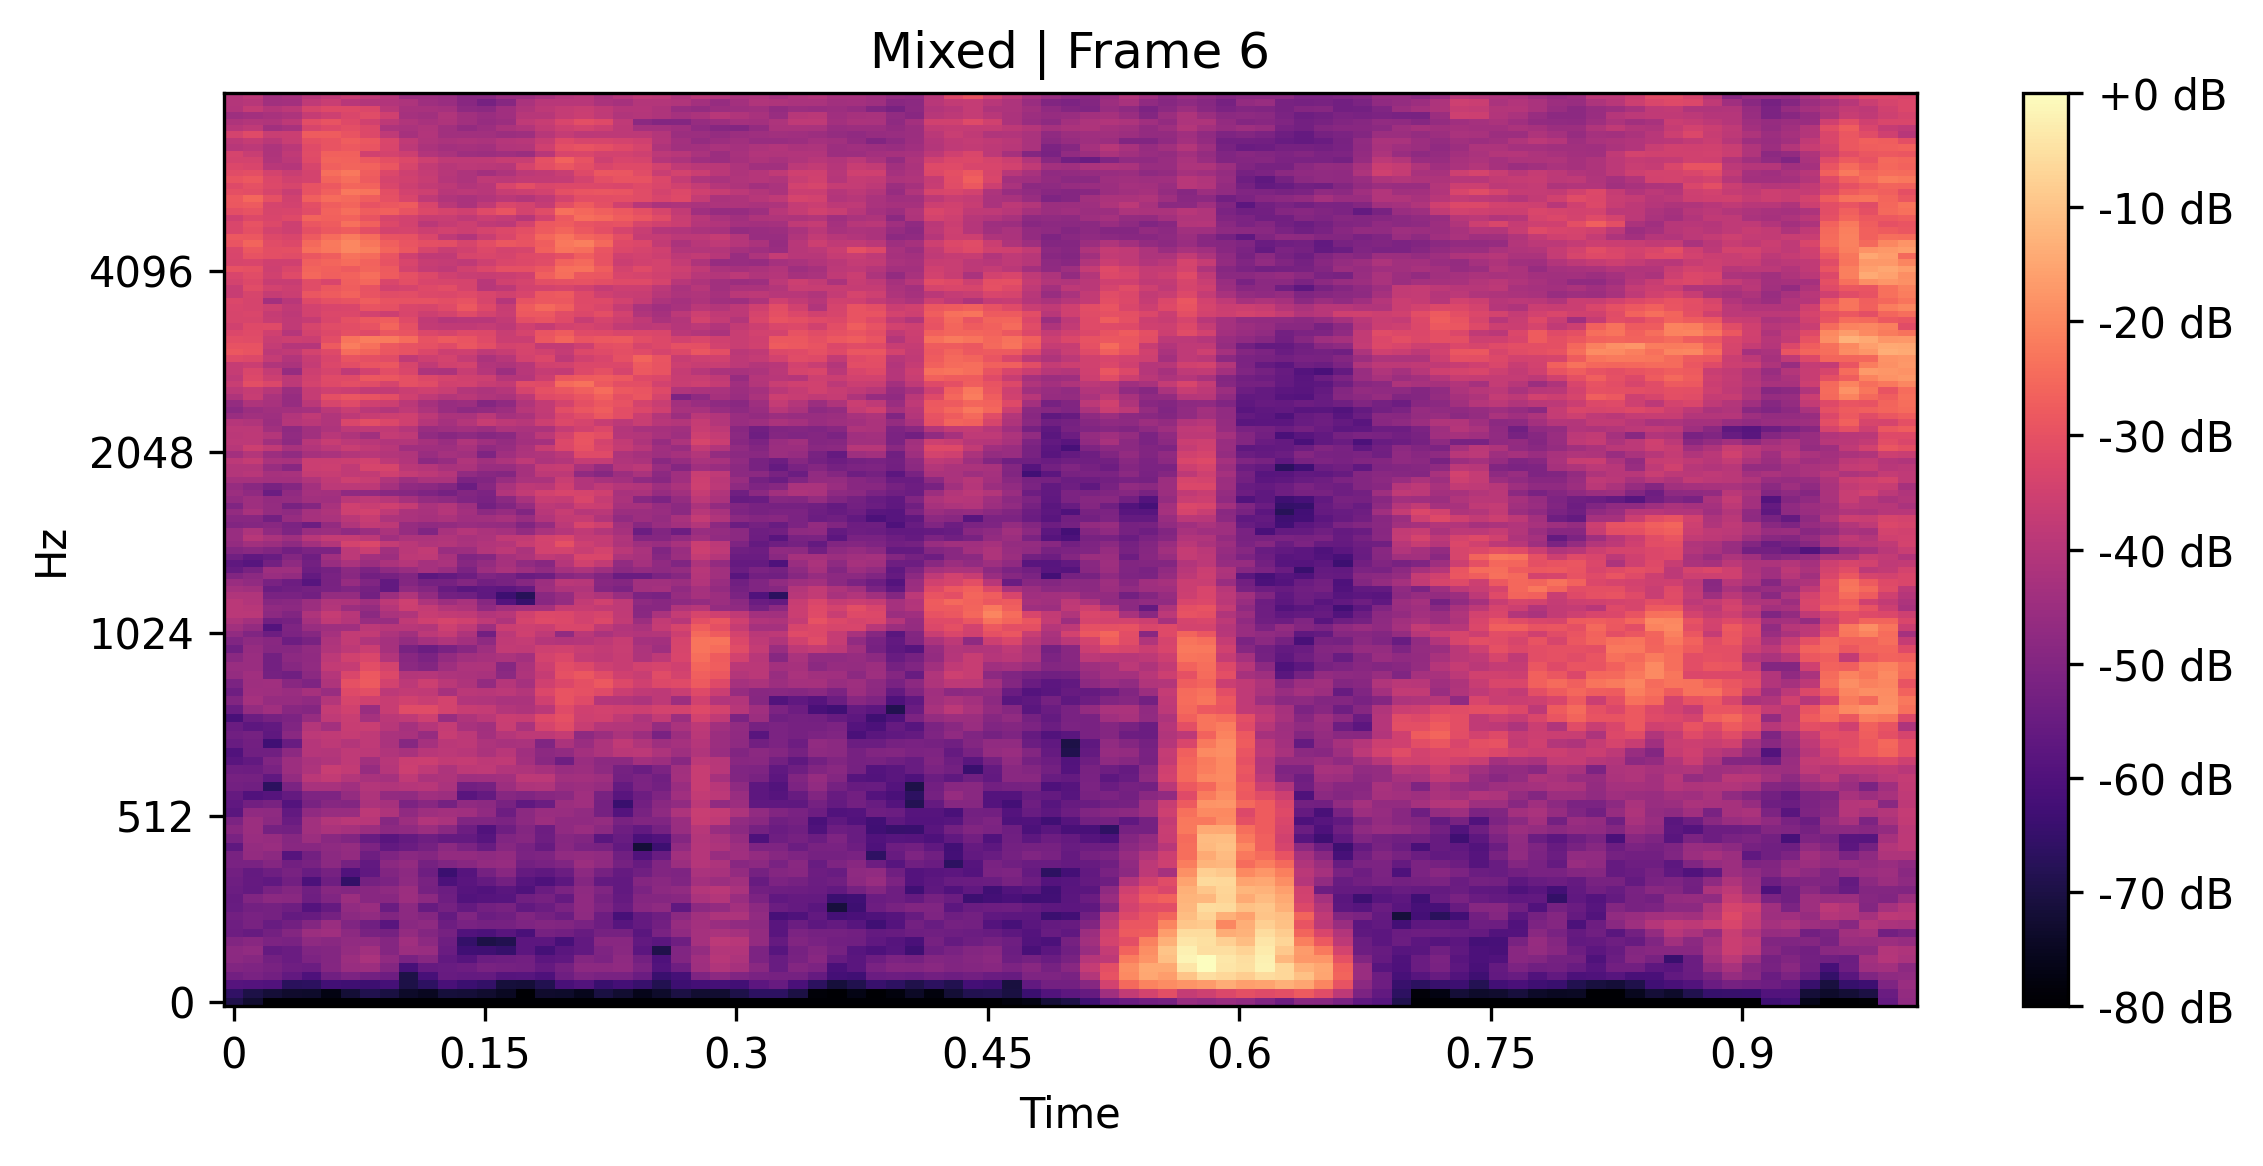 Mixed | Frame 6
Hz
4096
2048
1024
512
0
0 0.15 0.3 0.45 0.6 0.75 0.9
Time
+0 dB
-10 dB
-20 dB
-30 dB
-40 dB
-50 dB
-60 dB
-70 dB
-80 dB